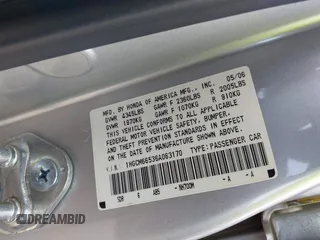 MFD. BY HONDA OF AMERICA MFG., INC. 05/06
GVWR 4345LBS GAWR F 2360LBS R 2005LBS
GVWR 1970KG GAWR F 1070KG R 910KG
THIS VEHICLE CONFORMS TO ALL APPLICABLE
FEDERAL MOTOR VEHICLE SAFETY, BUMPER,
AND THEFT PREVENTION STANDARDS IN EFFECT
ON THE DATE OF MANUFACTURE SHOWN ABOVE.
V.I.N. 1HGCM66536A063170 TYPE:PASSENGER CAR
F ABS NH700M - A - A
DREAMBID